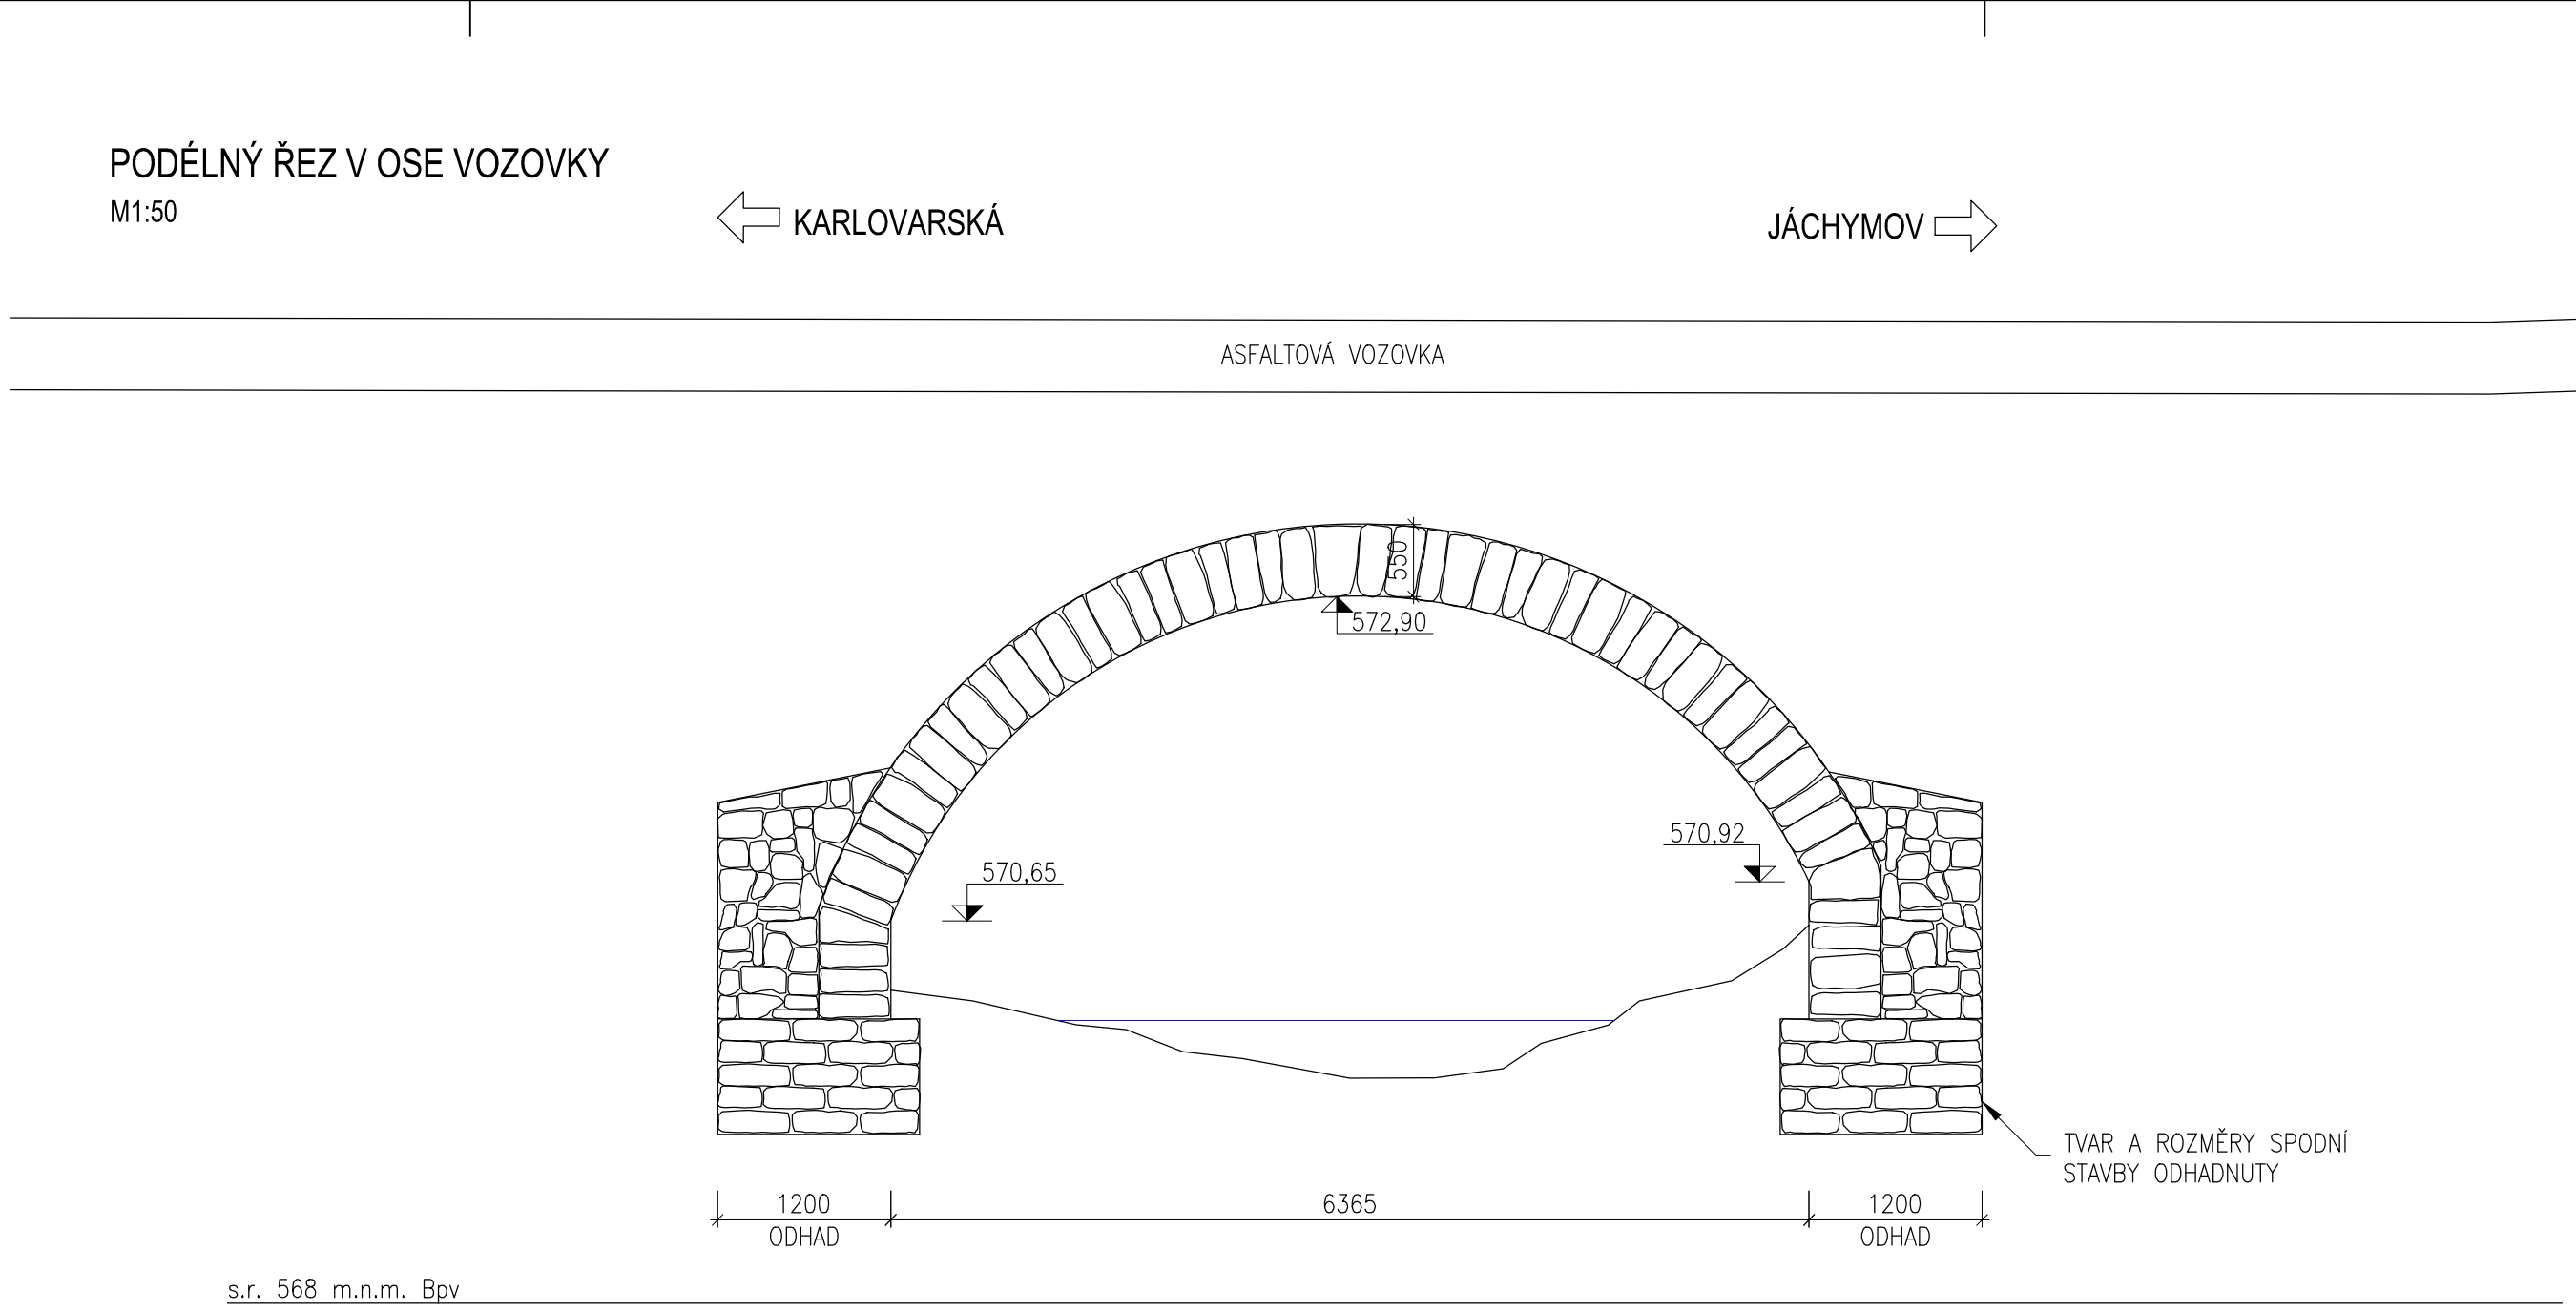 PODÉLNÝ ŘEZ V OSE VOZOVKY
M1:50
KARLOVARSKÁ
JÁCHYMOV
ASFALTOVÁ VOZOVKA
550
572,90
570,92
570,65
TVAR A ROZMĚRY SPODNÍ
STAVBY ODHADNUTY
1200
6365
1200
ODHAD
ODHAD
s.r. 568 m.n.m. Bpv